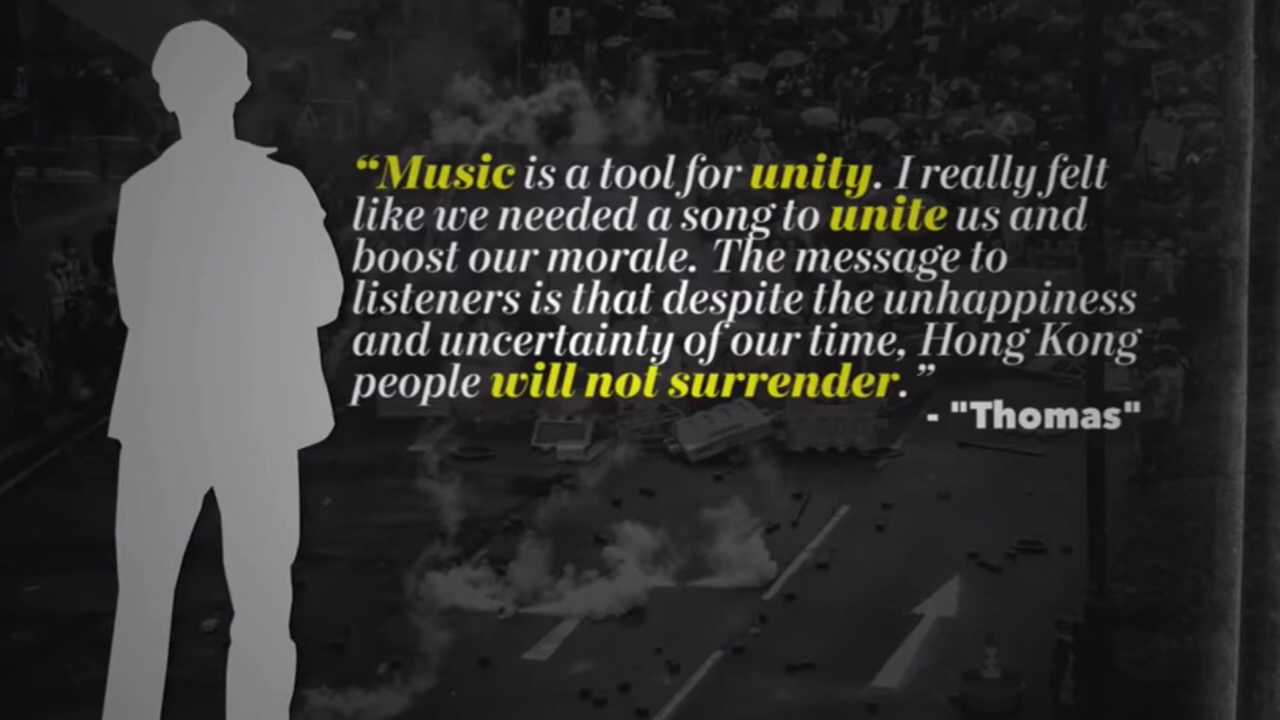 “Music is a tool for unity. I really felt
like we needed a song to unite us and
boost our morale. The message to
listeners is that despite the unhappiness
and uncertainty of our time, Hong Kong
people will not surrender.”
- "Thomas"